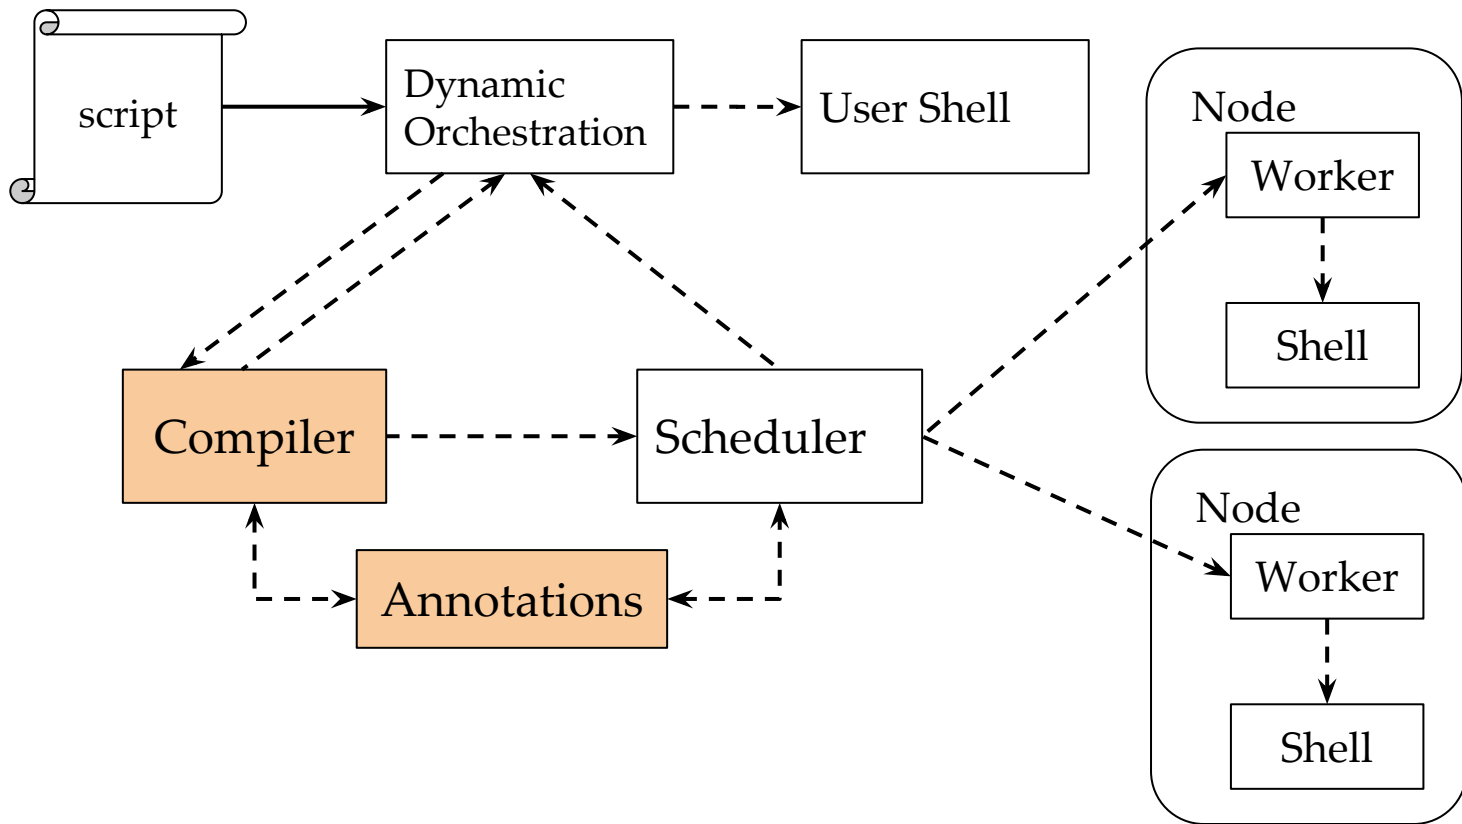 script
Dynamic
Orchestration
User Shell
Node
Worker
Shell
Compiler
Scheduler
Annotations
Node
Worker
Shell